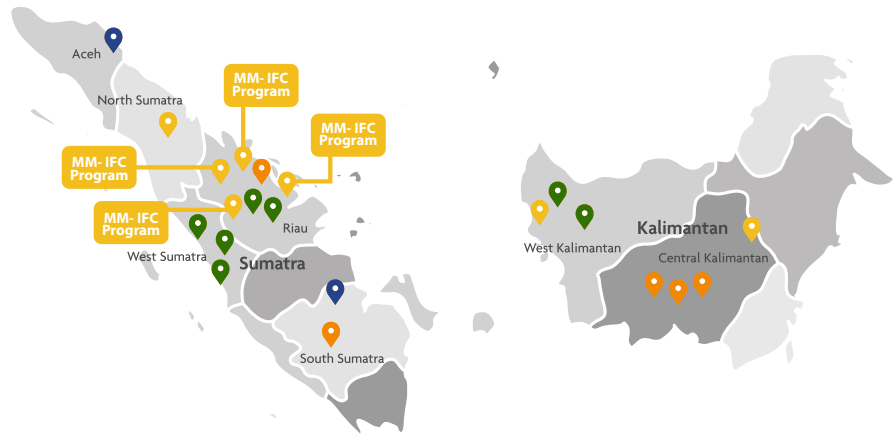 Aceh
North Sumatra
MM- IFC
Program
MM- IFC
Program
MM- IFC
Program
MM- IFC
Program
Riau
West Sumatra
Sumatra
South Sumatra
West Kalimantan
Kalimantan
Central Kalimantan